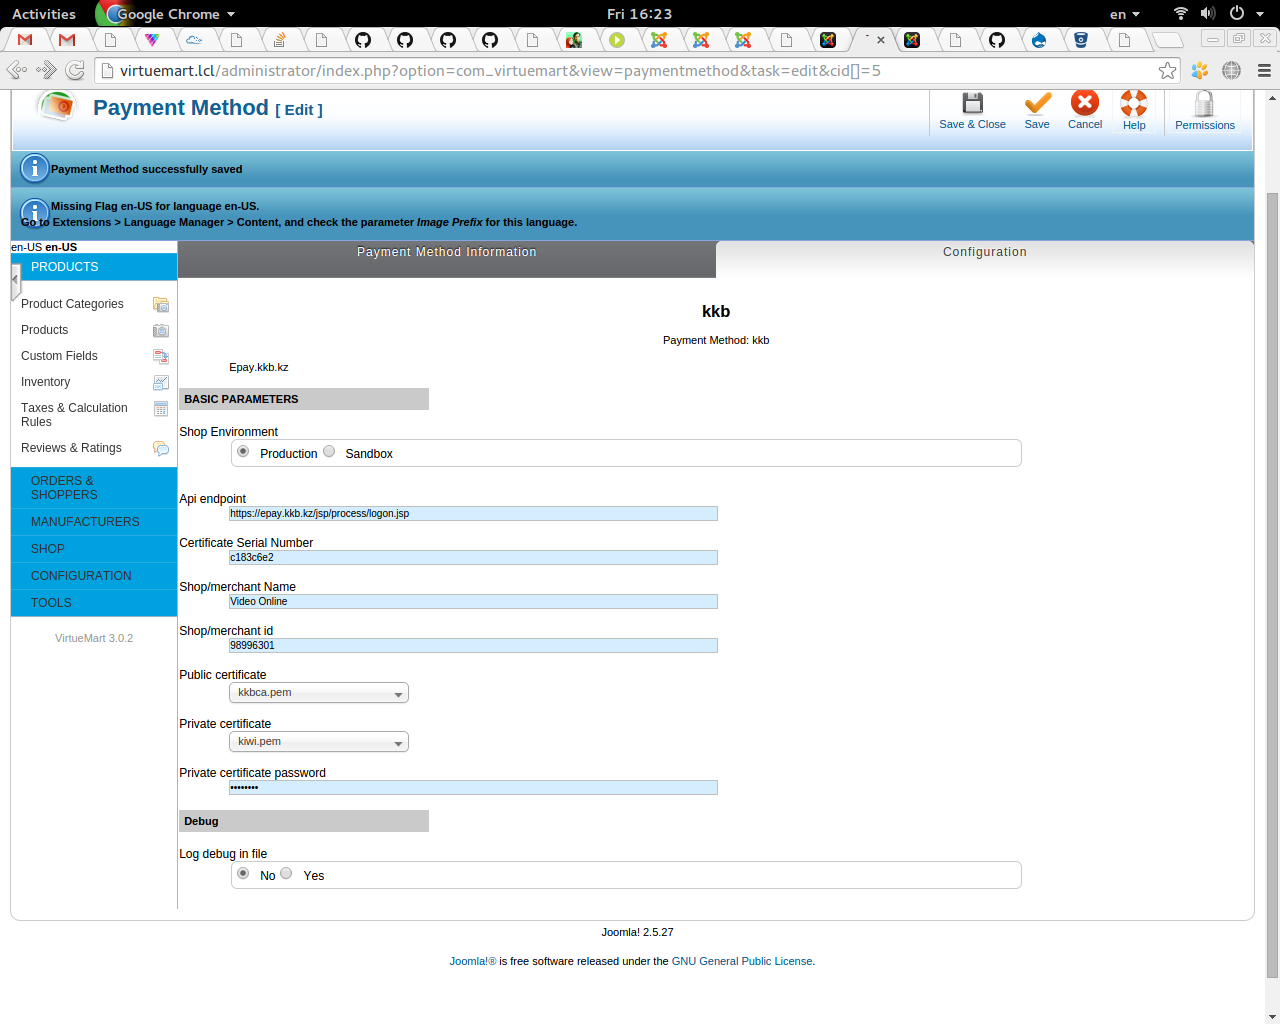 Activities Google Chrome Fri 16:23 en
virtuemart.lcl/administrator/index.php?option=com_virtuemart&view=paymentmethod&task=edit&cid[]=5
Payment Method [ Edit ]
Save & Close Save Cancel Help Permissions
Payment Method successfully saved
Missing Flag en-US for language en-US.
Go to Extensions > Language Manager > Content, and check the parameter Image Prefix for this language.
en-US en-US
Payment Method Information Configuration
PRODUCTS
Product Categories
Products
Custom Fields
Inventory
Taxes & Calculation
Rules
Reviews & Ratings
ORDERS &
SHOPPERS
MANUFACTURERS
SHOP
CONFIGURATION
TOOLS
VirtueMart 3.0.2
kkb
Payment Method: kkb
Epay.kkb.kz
BASIC PARAMETERS
Shop Environment
Production Sandbox
Api endpoint
https://epay.kkb.kz/jsp/process/logon.jsp
Certificate Serial Number
c183c6e2
Shop/merchant Name
Video Online
Shop/merchant id
98996301
Public certificate
kkbca.pem
Private certificate
kiwi.pem
Private certificate password
••••••••
Debug
Log debug in file
No Yes
Joomla! 2.5.27
Joomla!® is free software released under the GNU General Public License.